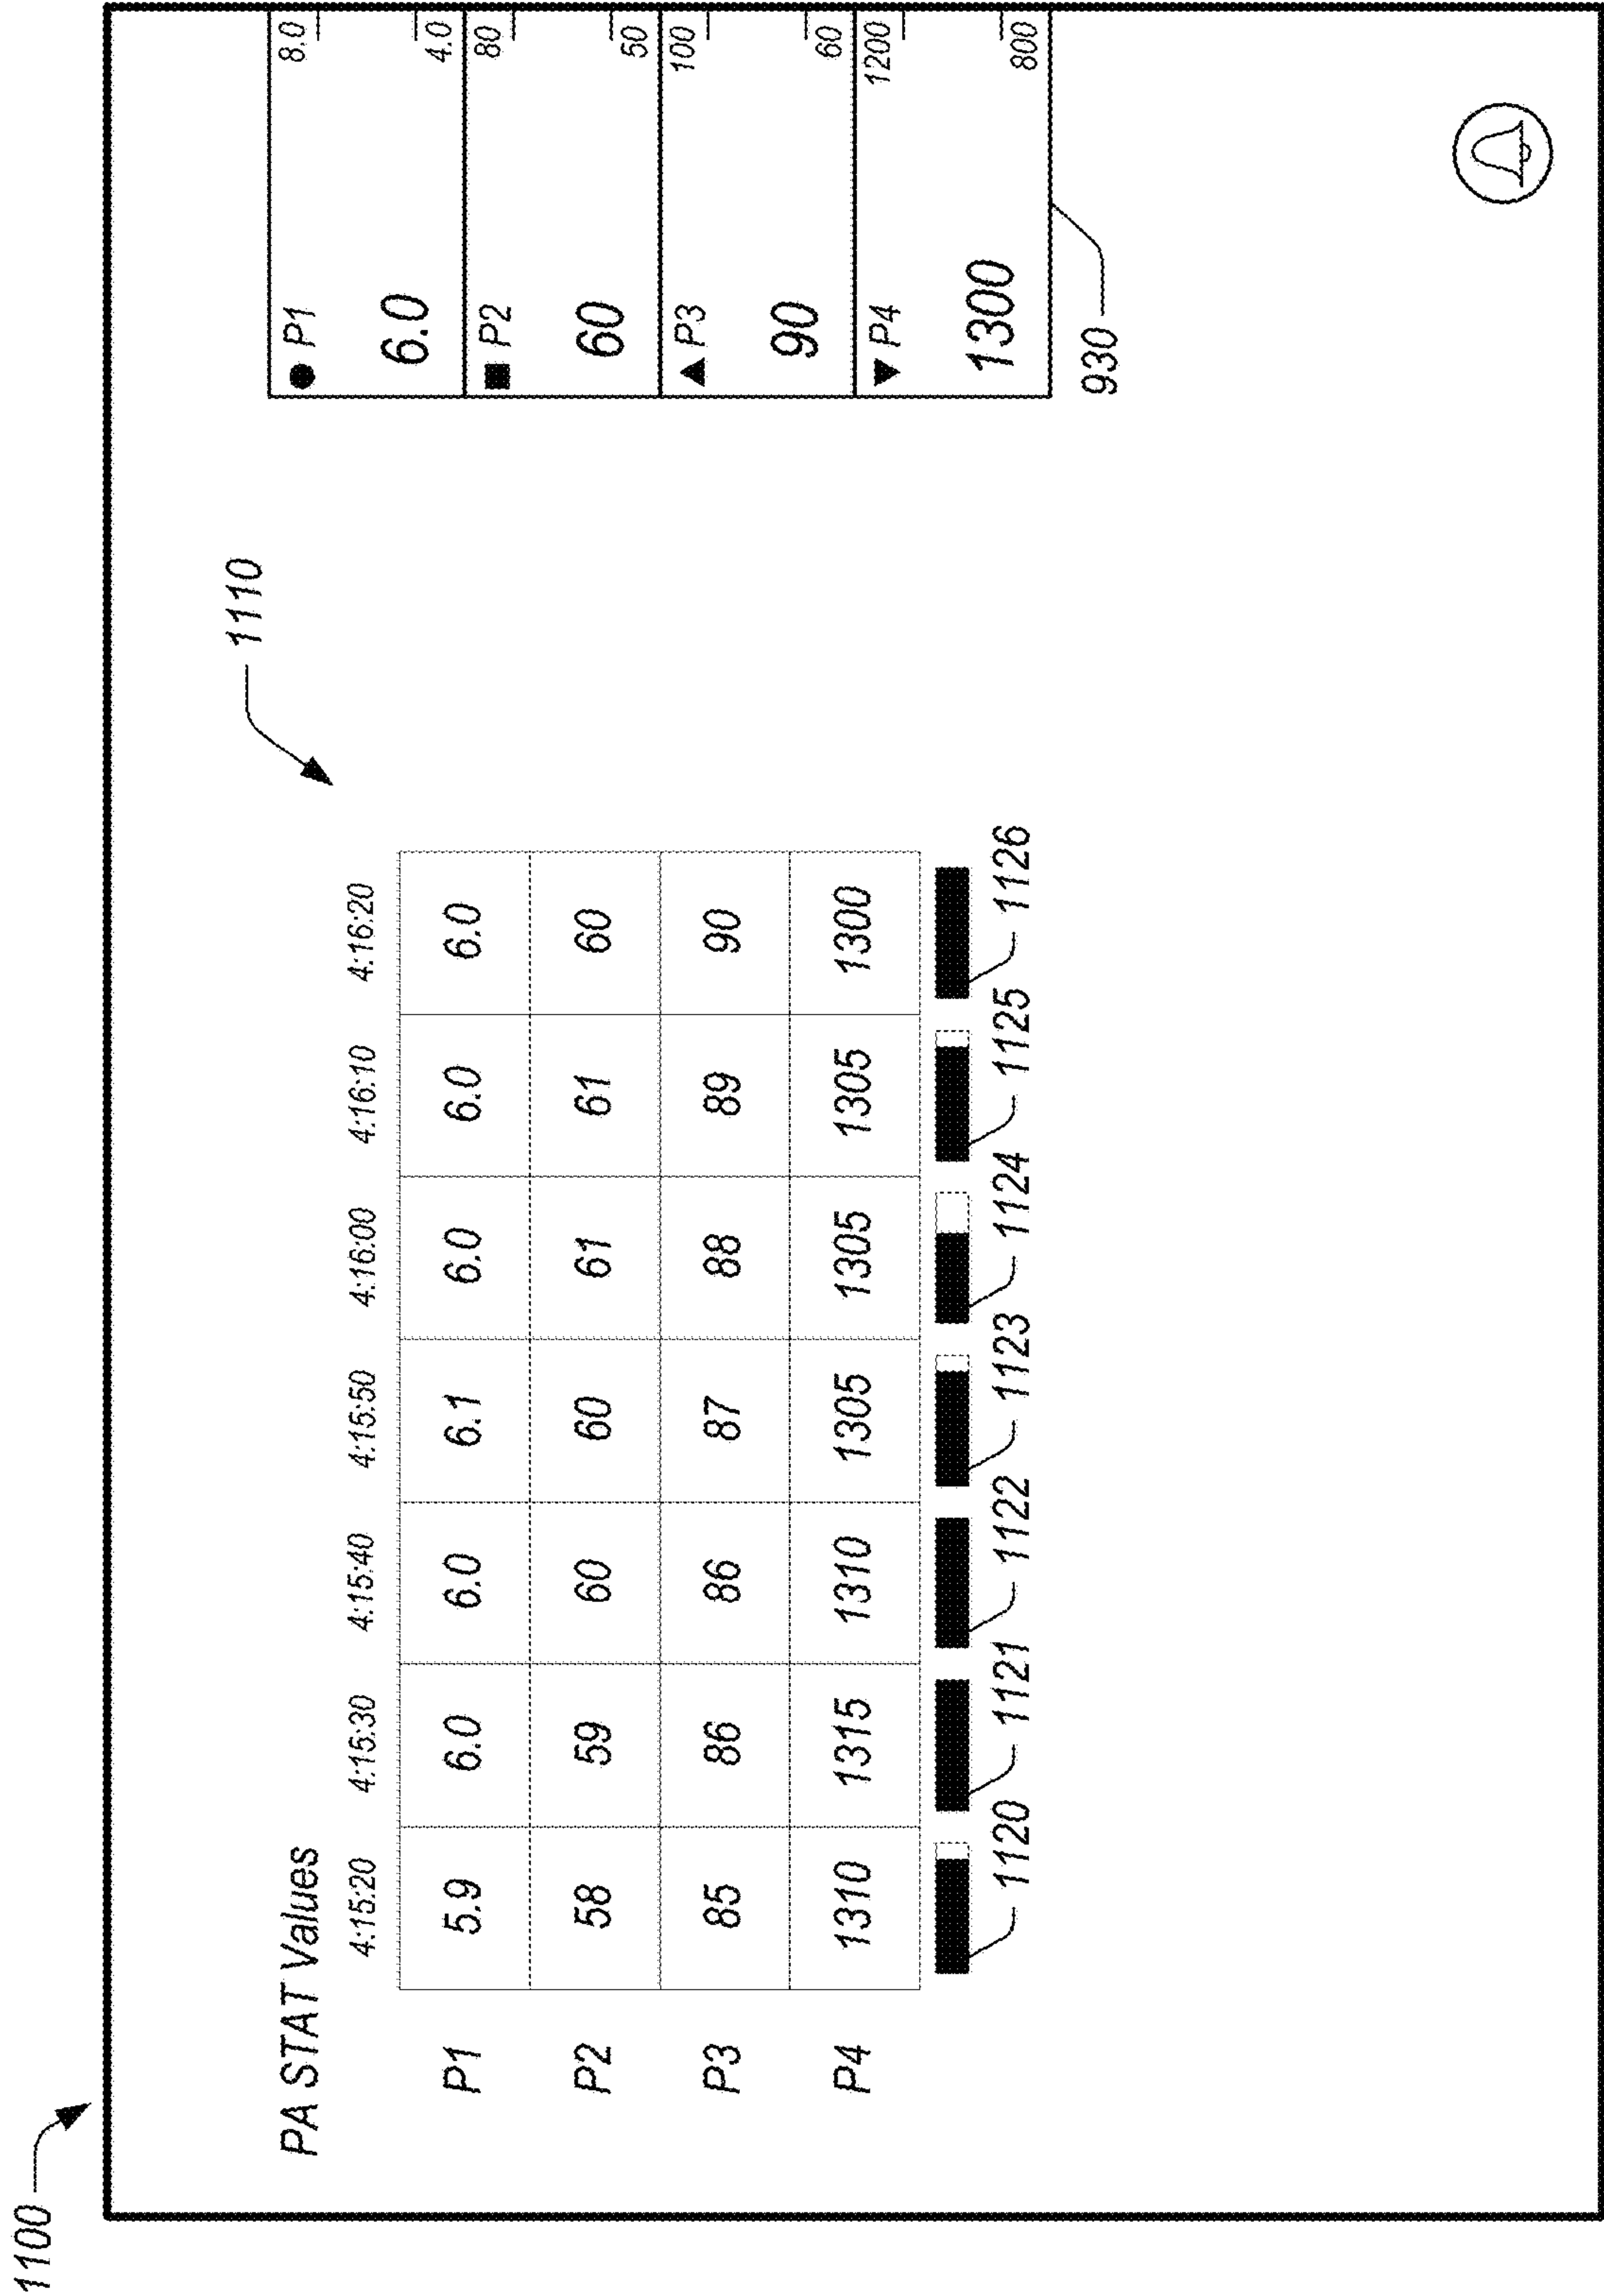 1100
PA STAT Values
1110
4:15:20 4:15:30 4:15:40 4:15:50 4:16:00 4:16:10 4:16:20
P1 5.9 6.0 6.0 6.1 6.0 6.0 6.0
P2 58 59 60 60 61 61 60
P3 85 86 86 87 88 89 90
P4 1310 1315 1310 1305 1305 1305 1300
1120 1121 1122 1123 1124 1125 1126
● P1 8.0
6.0 4.0
■ P2 80
60 50
▲ P3 100
90 60
▼ P4 1200
1300 800
930